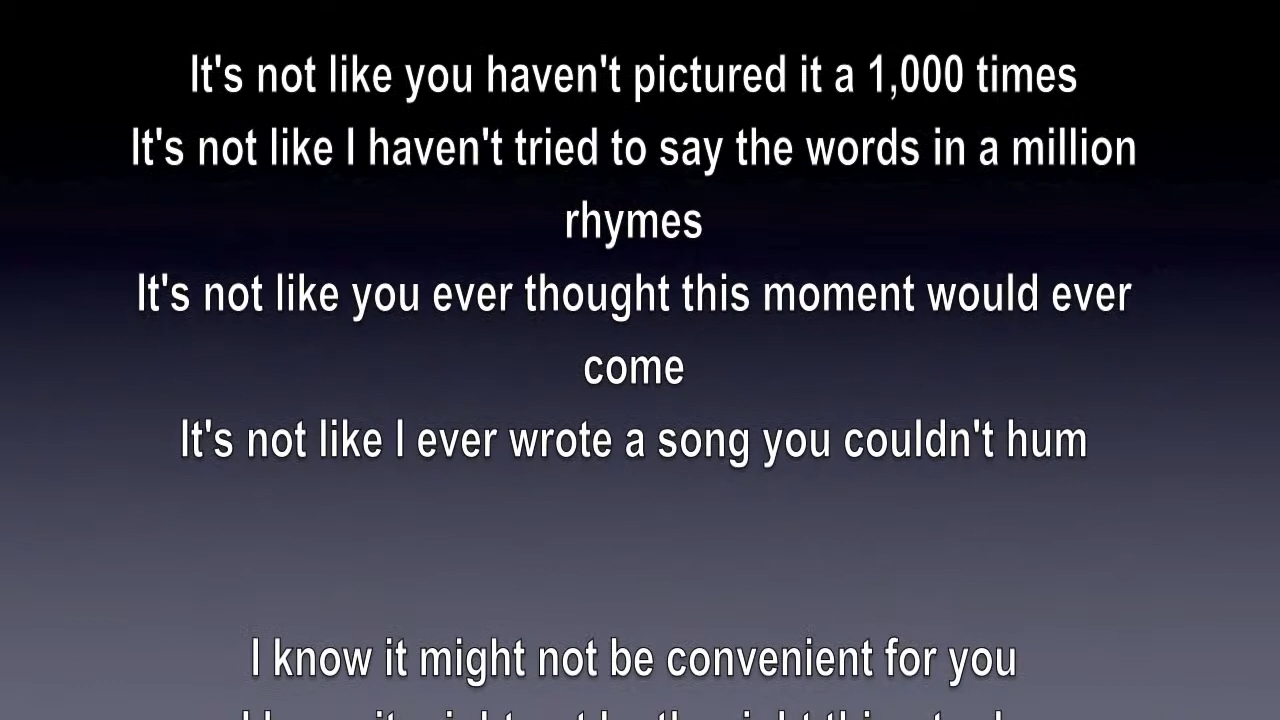 It's not like you haven't pictured it a 1,000 times
It's not like I haven't tried to say the words in a million
rhymes
It's not like you ever thought this moment would ever
come
It's not like I ever wrote a song you couldn't hum
I know it might not be convenient for you